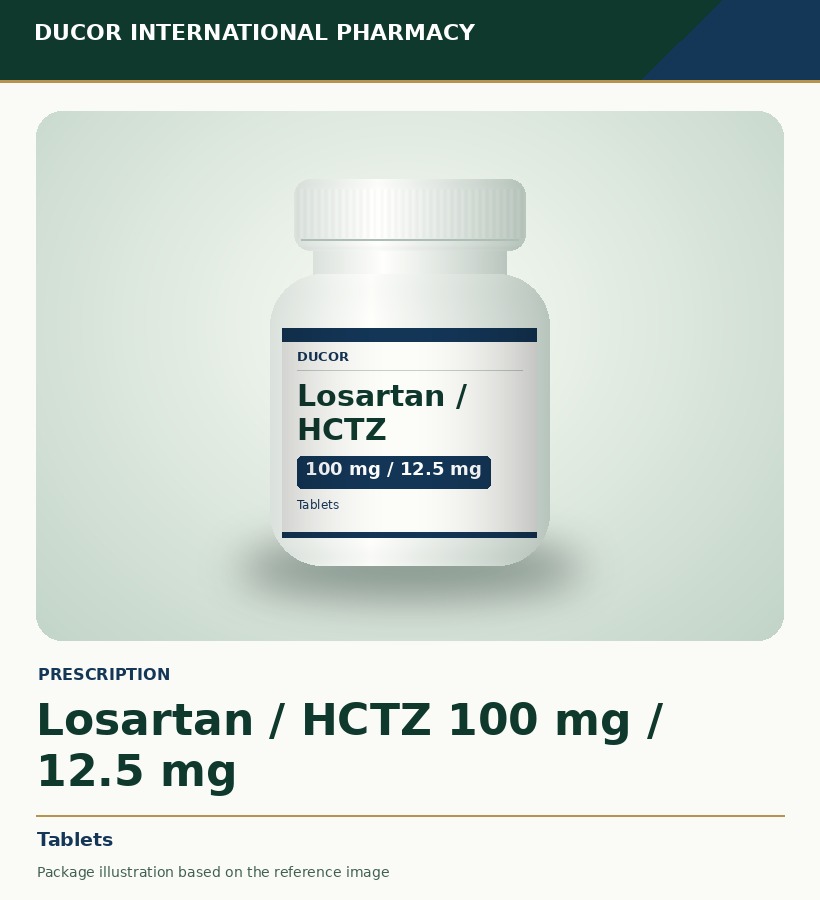 DUCOR INTERNATIONAL PHARMACY
DUCOR
Losartan /
HCTZ
100 mg / 12.5 mg
Tablets
PRESCRIPTION
Losartan / HCTZ 100 mg /
12.5 mg
Tablets
Package illustration based on the reference image